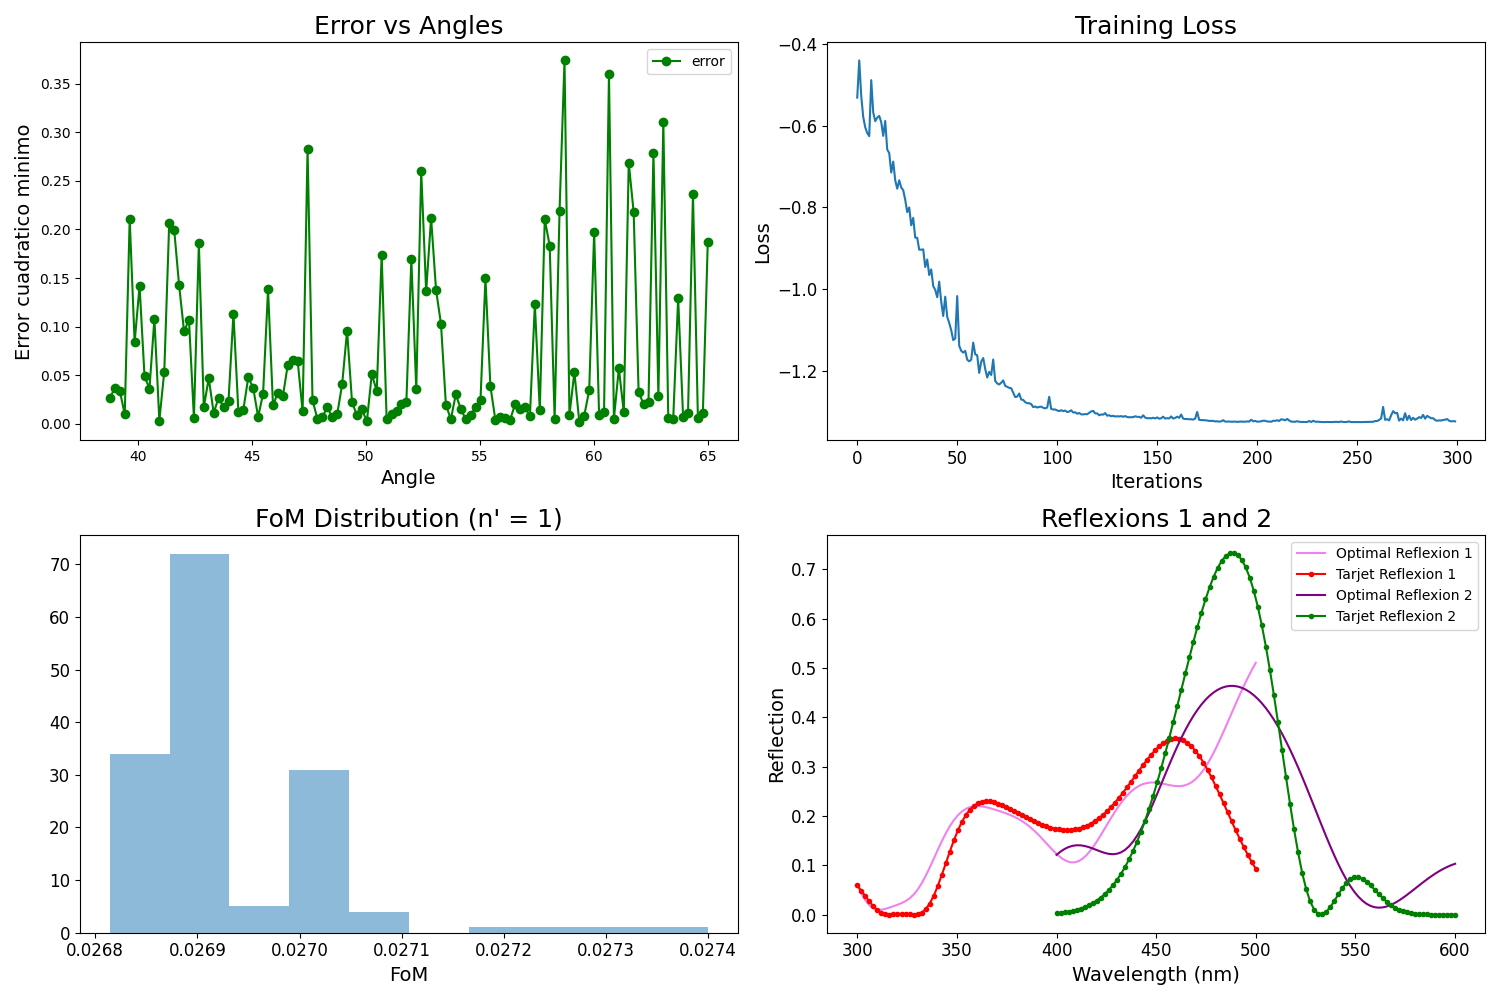 Error vs Angles
error
Error cuadratico minimo
0.35
0.30
0.25
0.20
0.15
0.10
0.05
0.00
40 45 50 55 60 65
Angle
Training Loss
Loss
−0.4
−0.6
−0.8
−1.0
−1.2
0 50 100 150 200 250 300
Iterations
FoM Distribution (n' = 1)
70
60
50
40
30
20
10
0
0.0268 0.0269 0.0270 0.0271 0.0272 0.0273 0.0274
FoM
Reflexions 1 and 2
Optimal Reflexion 1
Tarjet Reflexion 1
Optimal Reflexion 2
Tarjet Reflexion 2
Reflection
0.7
0.6
0.5
0.4
0.3
0.2
0.1
0.0
300 350 400 450 500 550 600
Wavelength (nm)